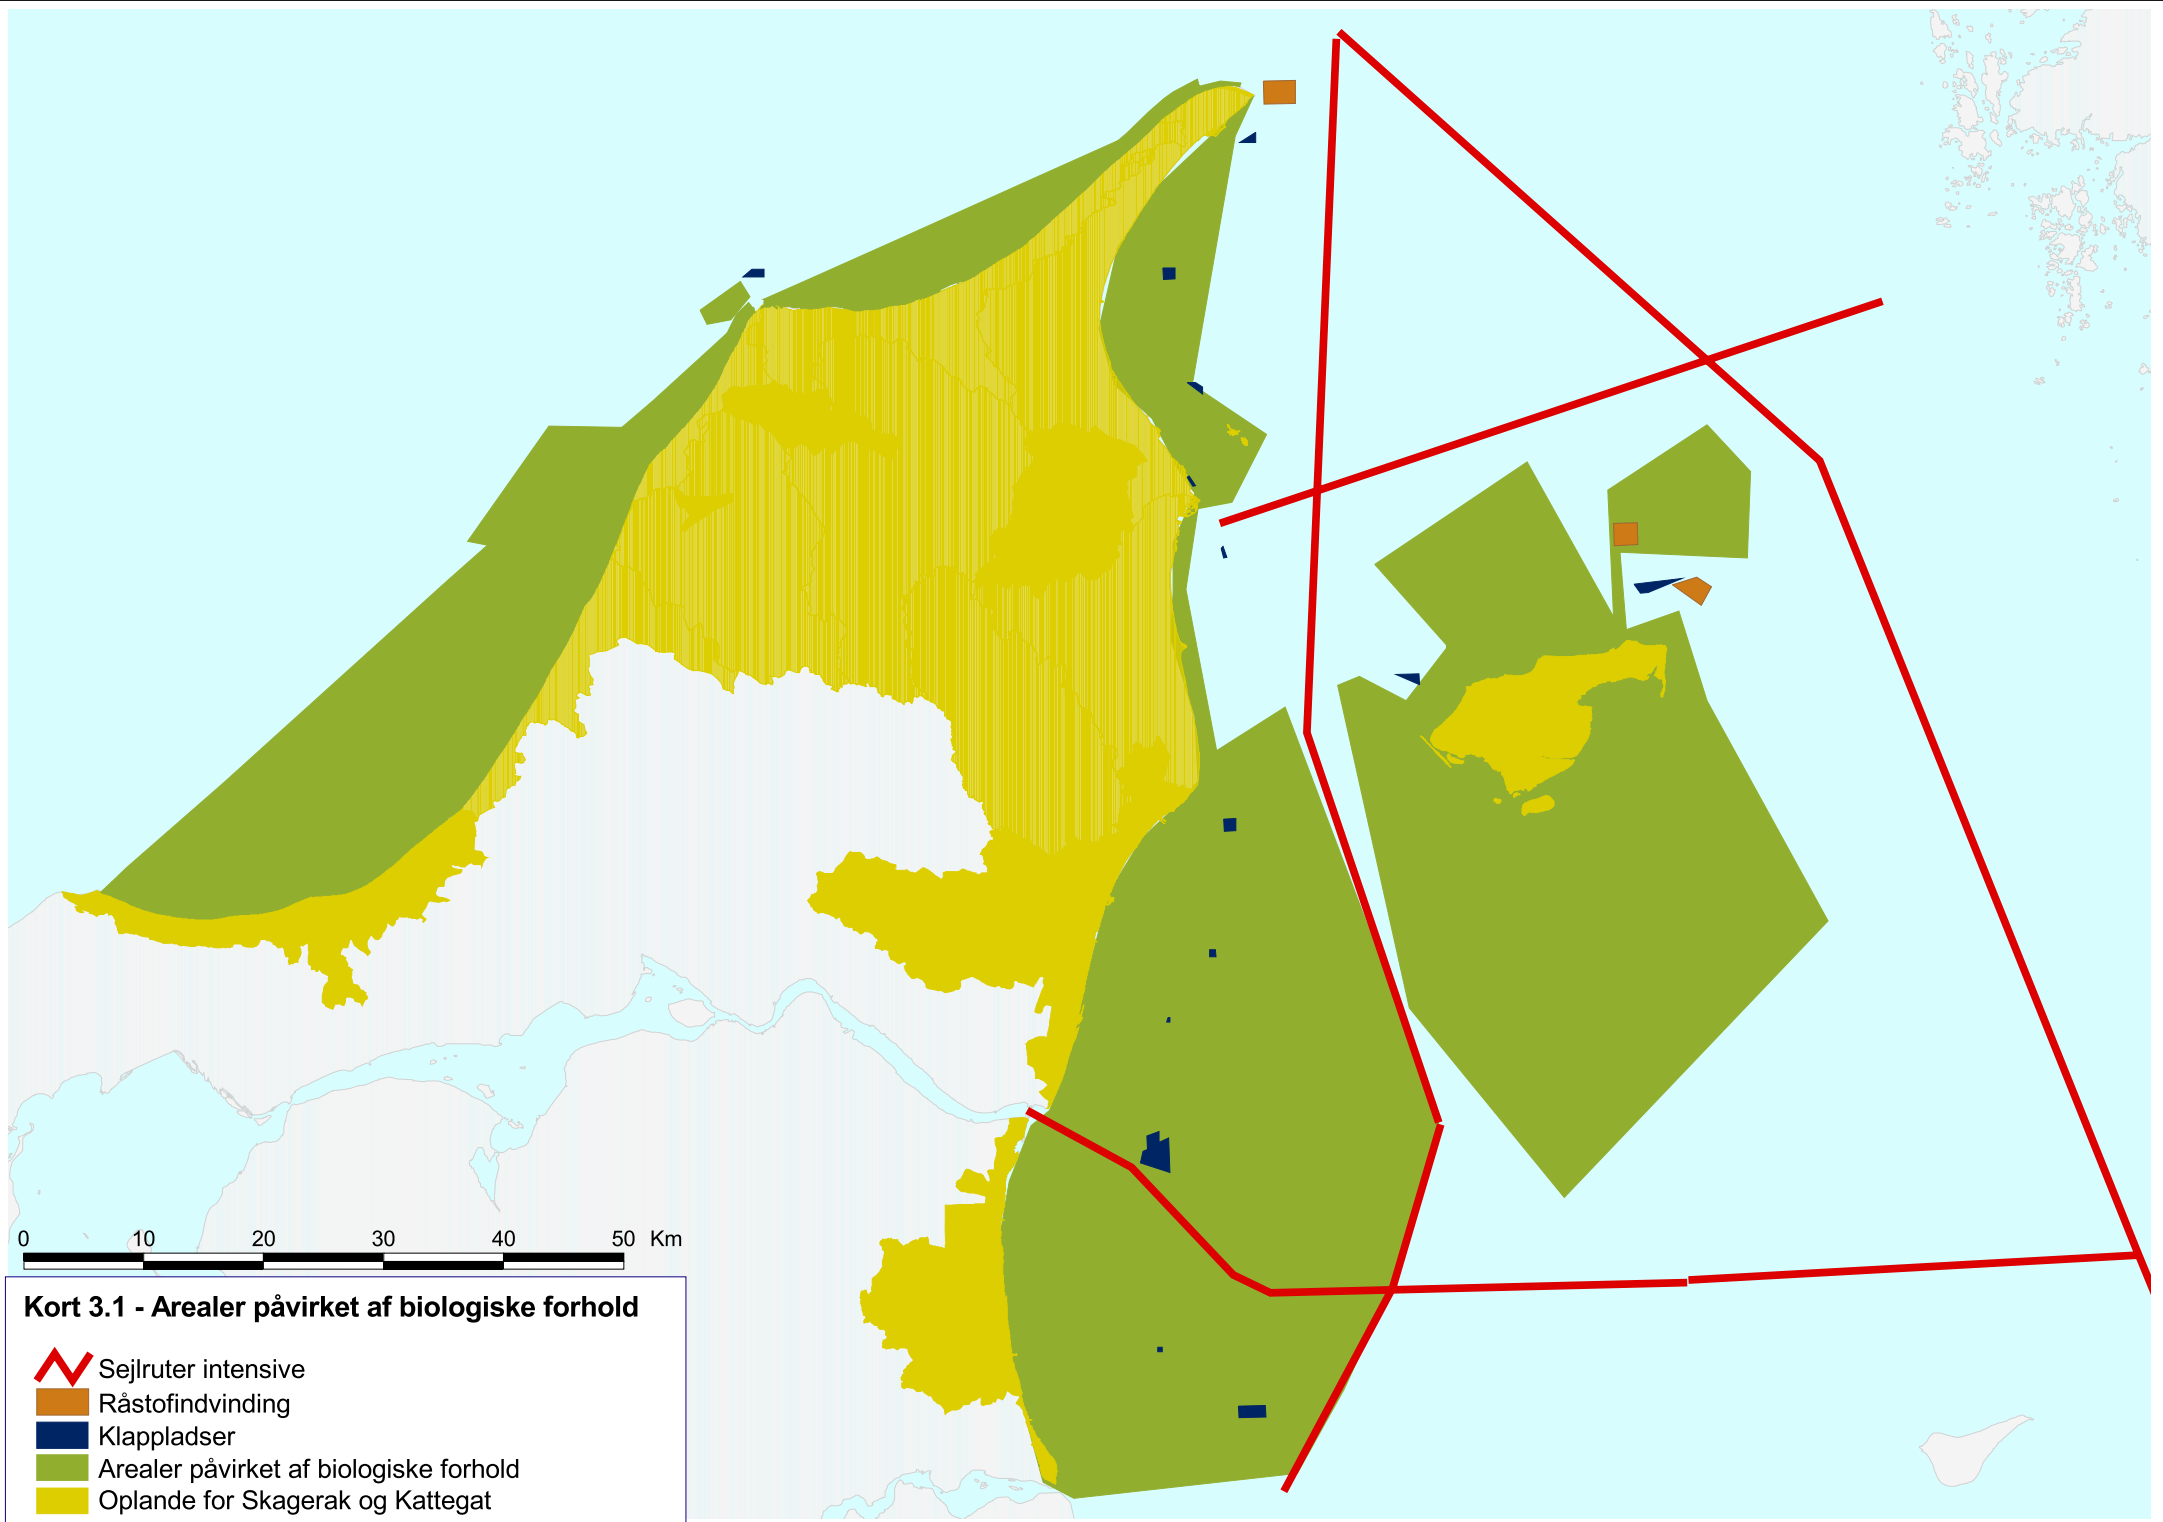 0 10 20 30 40 50 Km
Kort 3.1 - Arealer påvirket af biologiske forhold
Sejlruter intensive
Råstofindvinding
Klappladser
Arealer påvirket af biologiske forhold
Oplande for Skagerak og Kattegat